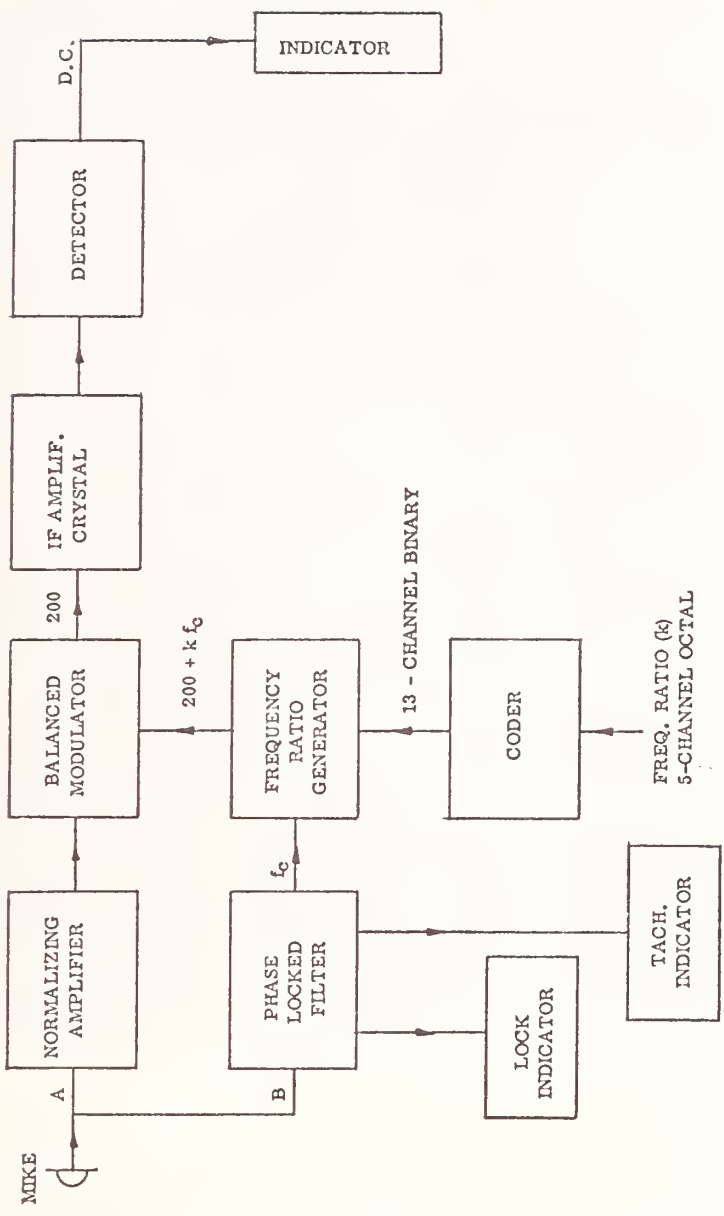 MIKE
A
B
NORMALIZING
AMPLIFIER
BALANCED
MODULATOR
200
IF AMPLIF.
CRYSTAL
DETECTOR
D.C.
INDICATOR
PHASE
LOCKED
FILTER
fc
FREQUENCY
RATIO
GENERATOR
200 + k fc
13 - CHANNEL BINARY
CODER
FREQ. RATIO (k)
5-CHANNEL OCTAL
LOCK
INDICATOR
TACH.
INDICATOR